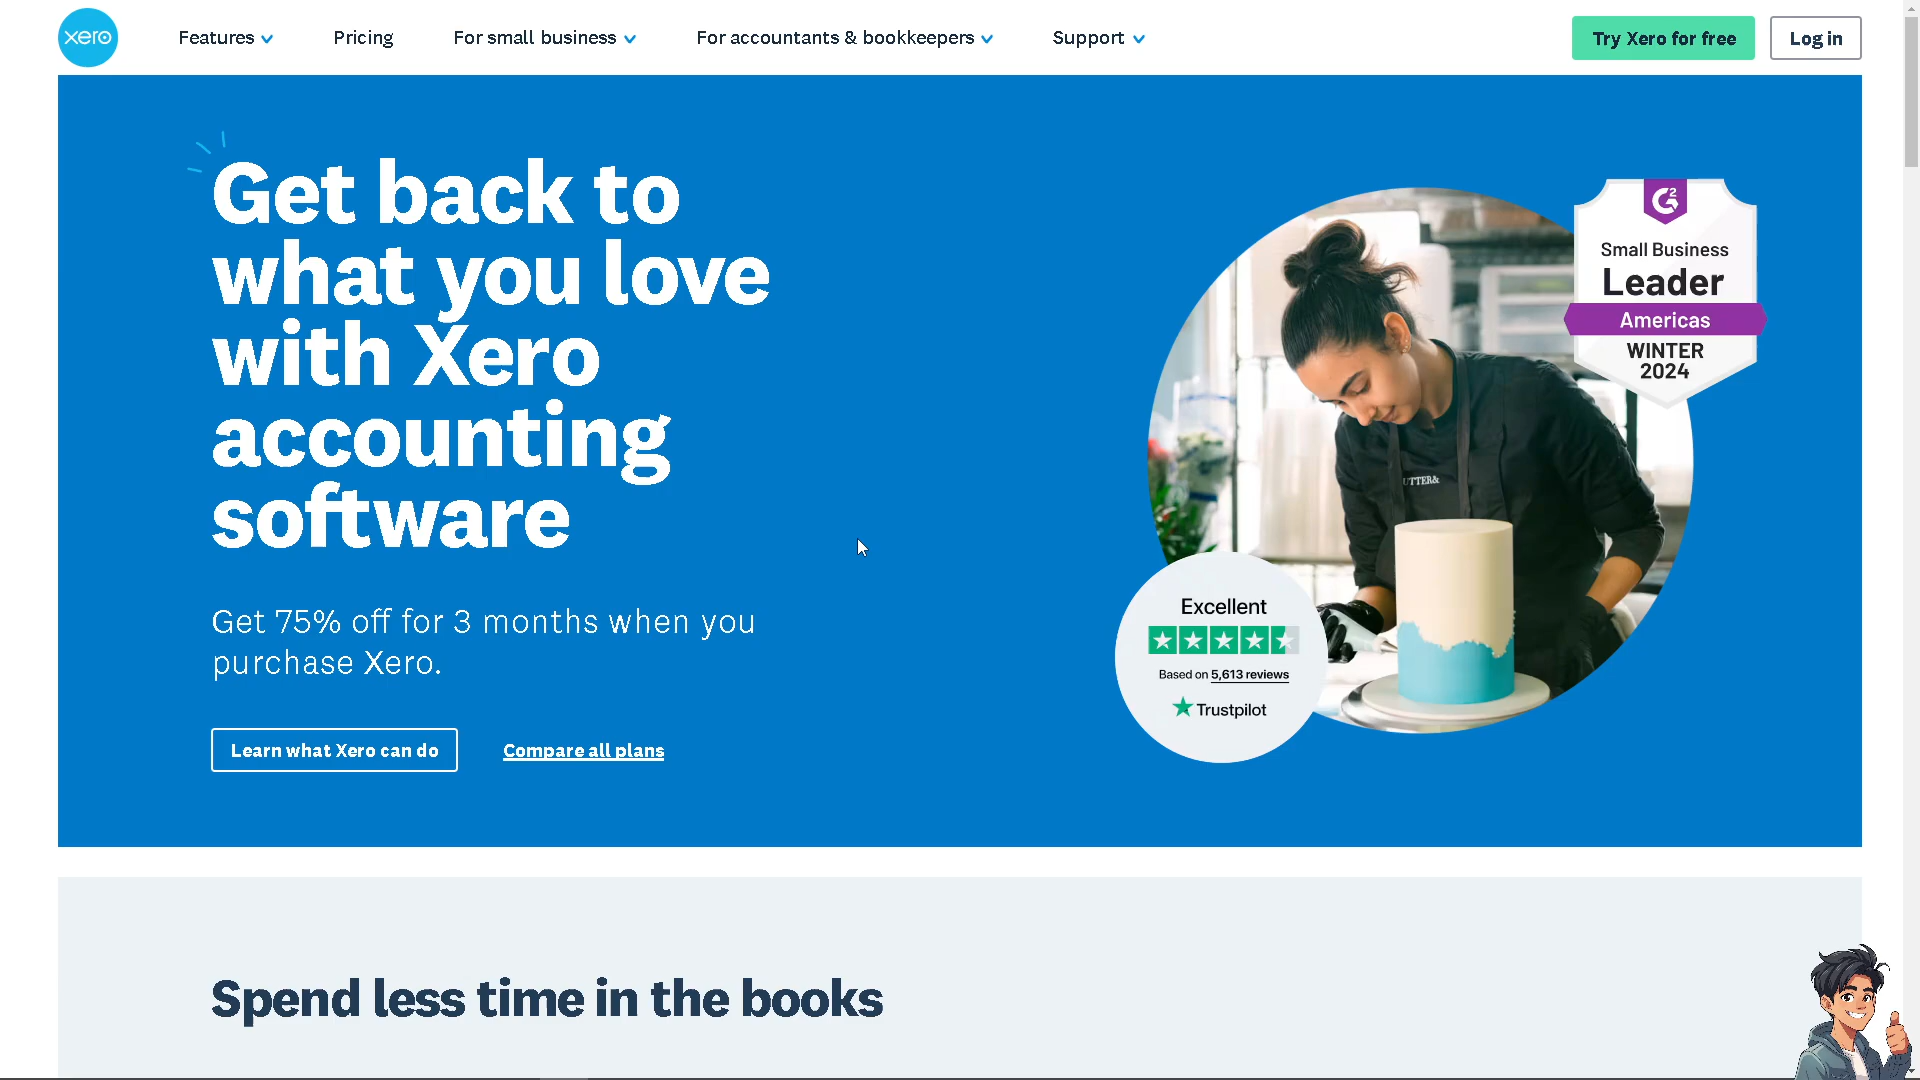 xero
Features
Pricing
For small business
For accountants & bookkeepers
Support
Try Xero for free
Log in
Get back to
what you love
with Xero
accounting
software
Get 75% off for 3 months when you
purchase Xero.
Learn what Xero can do
Compare all plans
G2
Small Business
Leader
Americas
WINTER
2024
UTTER&
Excellent
Based on 5,613 reviews
Trustpilot
Spend less time in the books